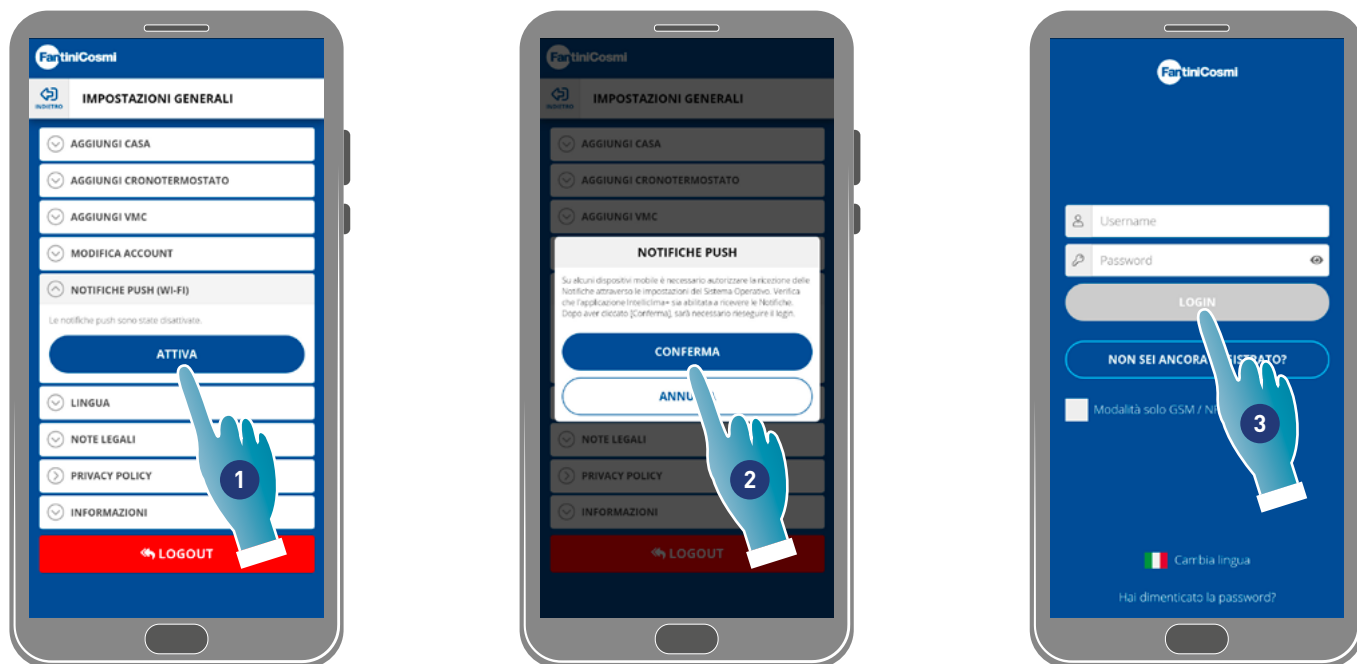 FantiniCosmi
INDIETRO
IMPOSTAZIONI GENERALI
AGGIUNGI CASA
AGGIUNGI CRONOTERMOSTATO
AGGIUNGI VMC
MODIFICA ACCOUNT
NOTIFICHE PUSH (WI-FI)
Le notifiche push sono state disattivate.
ATTIVA
LINGUA
NOTE LEGALI
PRIVACY POLICY
INFORMAZIONI
LOGOUT
1
FantiniCosmi
INDIETRO
IMPOSTAZIONI GENERALI
AGGIUNGI CASA
AGGIUNGI CRONOTERMOSTATO
AGGIUNGI VMC
NOTIFICHE PUSH
Su alcuni dispositivi mobile è necessario autorizzare la ricezione delle
Notifiche attraverso le impostazioni del Sistema Operativo. Verifica
che l'applicazione Intelliclima+ sia abilitata a ricevere le Notifiche.
Dopo aver cliccato [Conferma], sarà necessario rieseguire il login.
CONFERMA
NOTE LEGALI
PRIVACY POLICY
INFORMAZIONI
LOGOUT
2
FantiniCosmi
Username
Password
LOGIN
NON SEI ANCORA
Modalità solo GSM /
3
Cambia lingua
Hai dimenticato la password?